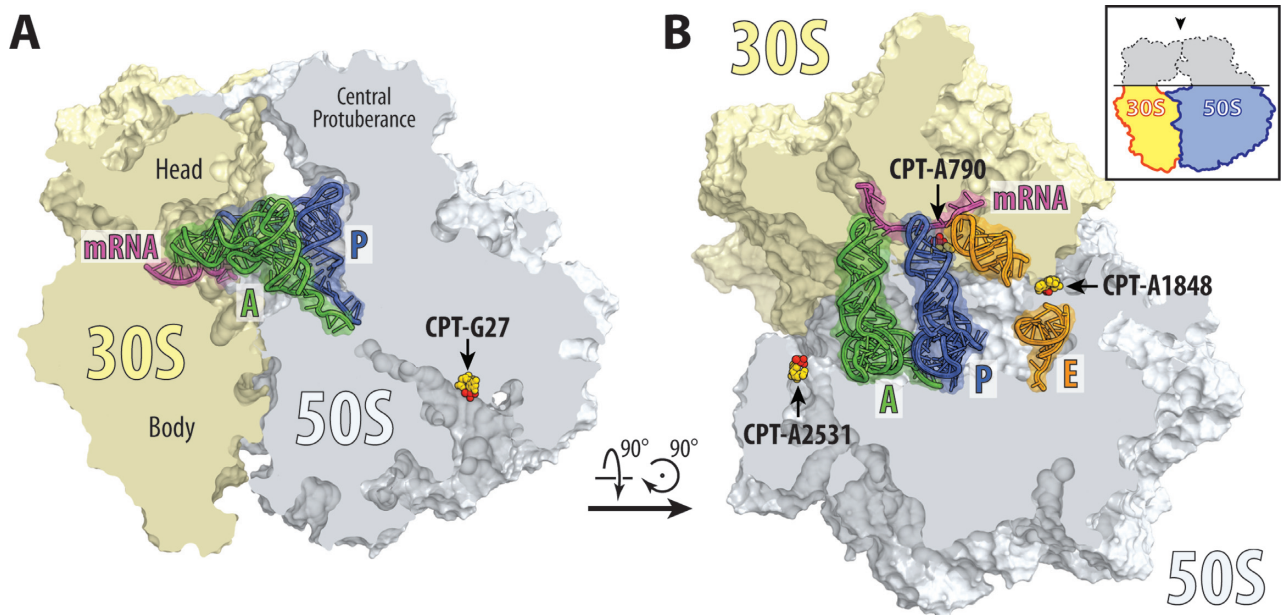 A
Head
Central
Protuberance
mRNA
P
A
30S
Body
50S
CPT-G27
90° 90°
B
30S
30S 50S
CPT-A790
mRNA
CPT-A1848
A
P
E
CPT-A2531
50S